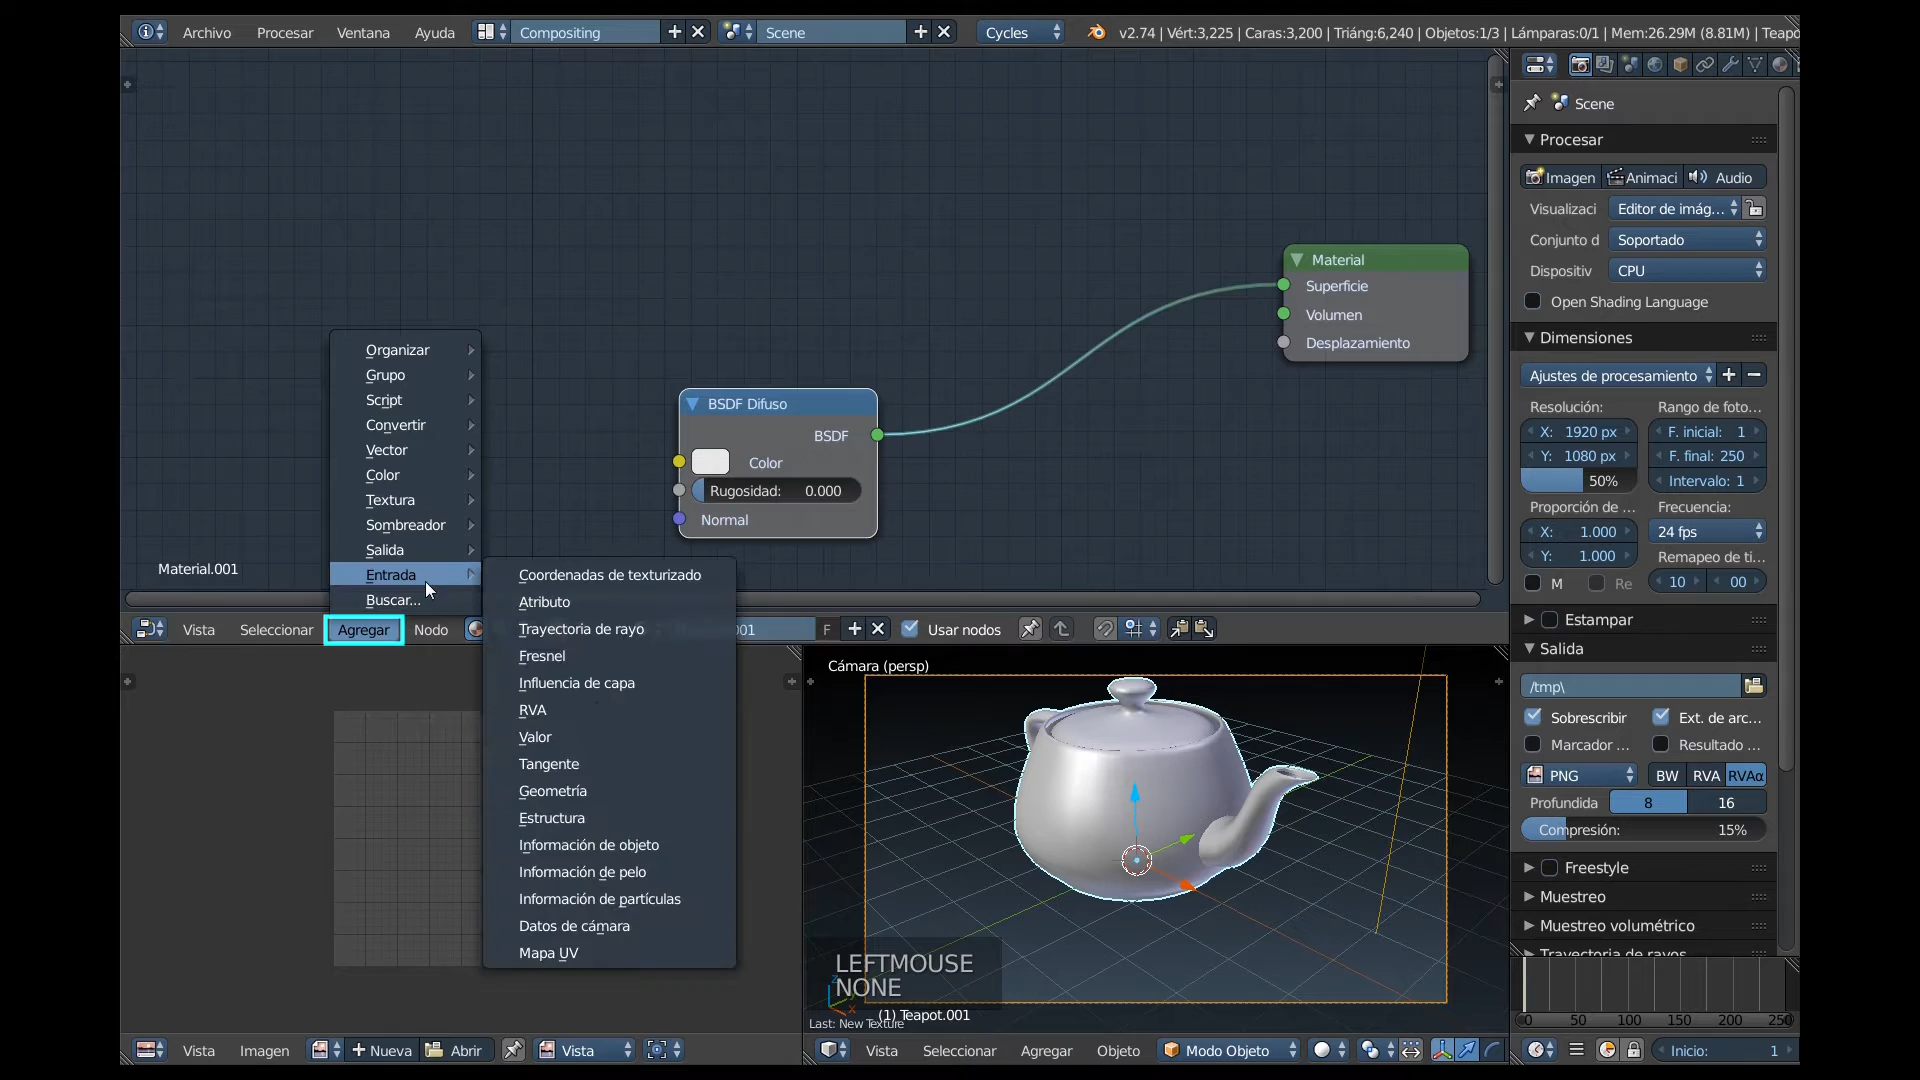 Archivo
Procesar
Ventana
Ayuda
Compositing
Scene
Cycles
v2.74 | Vért:3,225 | Caras:3,200 | Triáng:6,240 | Objetos:1/3 | Lámparas:0/1 | Mem:26.29M (8.81M) | Teapo
Material
Superficie
Volumen
Desplazamiento
BSDF Difuso
BSDF
Color
Rugosidad: 0.000
Normal
Organizar
Grupo
Script
Convertir
Vector
Color
Textura
Sombreador
Salida
Entrada
Buscar...
Material.001
Coordenadas de texturizado
Atributo
Trayectoria de rayo
Fresnel
Influencia de capa
RVA
Valor
Tangente
Geometría
Estructura
Información de objeto
Información de pelo
Información de partículas
Datos de cámara
Mapa UV
Vista
Seleccionar
Agregar
Nodo
001
F
Usar nodos
Cámara (persp)
LEFTMOUSE
NONE
(1) Teapot.001
Last: New Texture
Vista
Imagen
Nueva
Abrir
Vista
Vista
Seleccionar
Agregar
Objeto
Modo Objeto
Scene
Procesar
Imagen
Animaci
Audio
Visualizaci
Editor de imág...
Conjunto d
Soportado
Dispositiv
CPU
Open Shading Language
Dimensiones
Ajustes de procesamiento
Resolución:
Rango de foto...
X: 1920 px
F. inicial: 1
Y: 1080 px
F. final: 250
50%
Intervalo: 1
Proporción de ...
Frecuencia:
X: 1.000
24 fps
Y: 1.000
Remapeo de ti...
M
Re
10
00
Estampar
Salida
/tmp\
Sobrescribir
Ext. de arc...
Marcador ...
Resultado ...
PNG
BW
RVA
RVAα
Profundida
8
16
Compresión: 15%
Freestyle
Muestreo
Muestreo volumétrico
Trayectoria de rayos
0 50 100 150 200 250
Inicio: 1